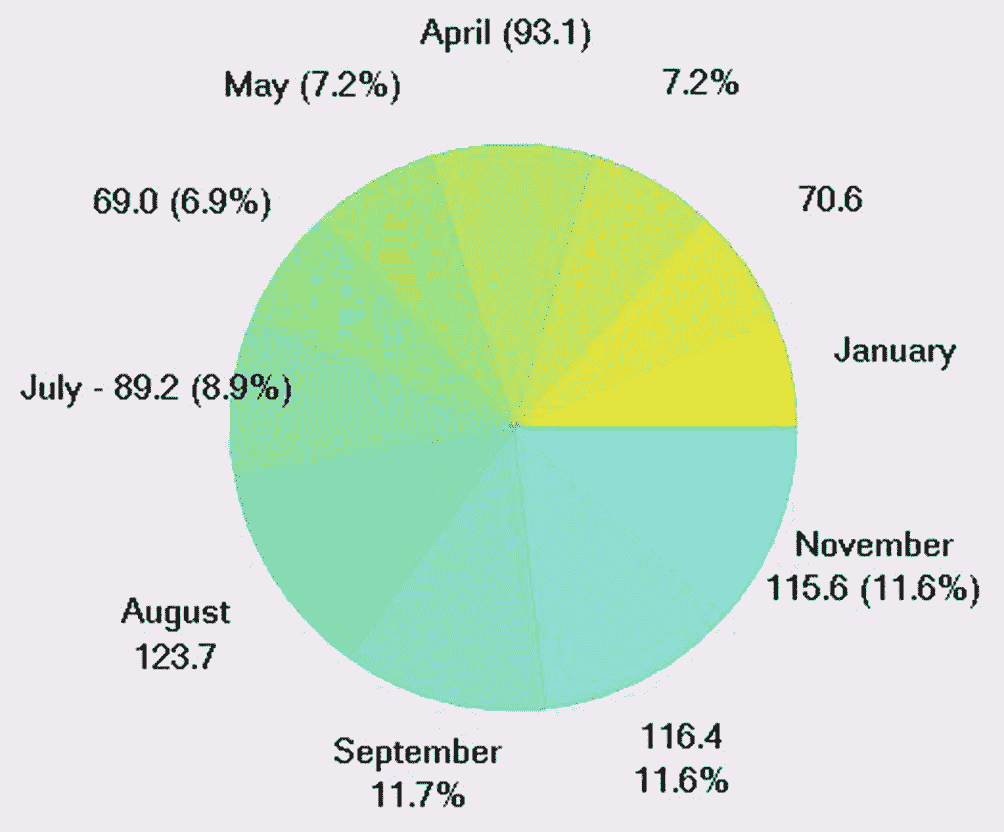 April (93.1)
May (7.2%)
7.2%
69.0 (6.9%)
70.6
January
July - 89.2 (8.9%)
November
115.6 (11.6%)
August
123.7
September
11.7%
116.4
11.6%